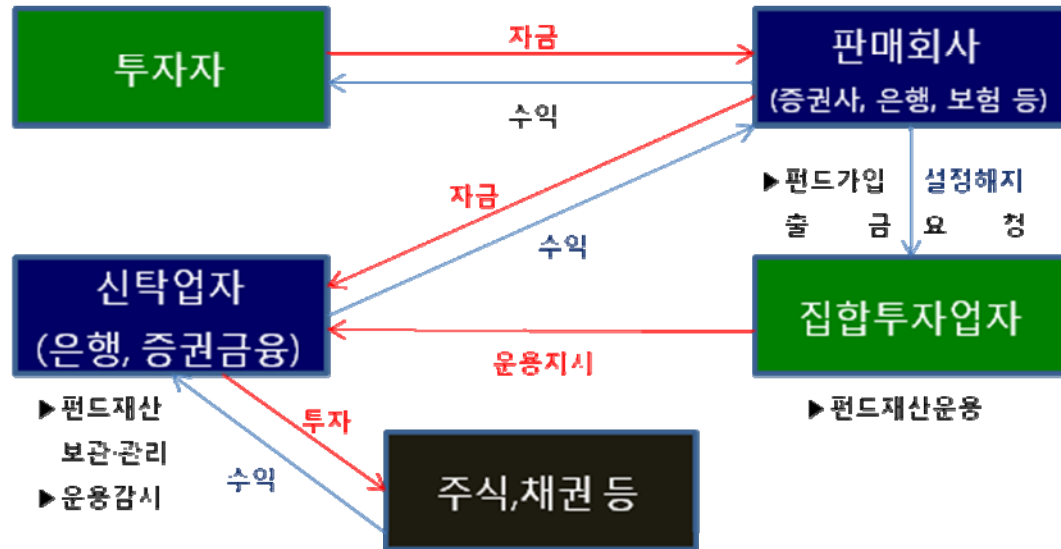 투자자
자금
수익
판매회사
(증권사, 은행, 보험 등)
▶펀드가입 설정해지
출 금 요 청
자금
수익
신탁업자
(은행, 증권금융)
집합투자업자
운용지시
▶펀드재산
보관·관리
▶운용감시
▶펀드재산운용
투자
수익
주식,채권 등